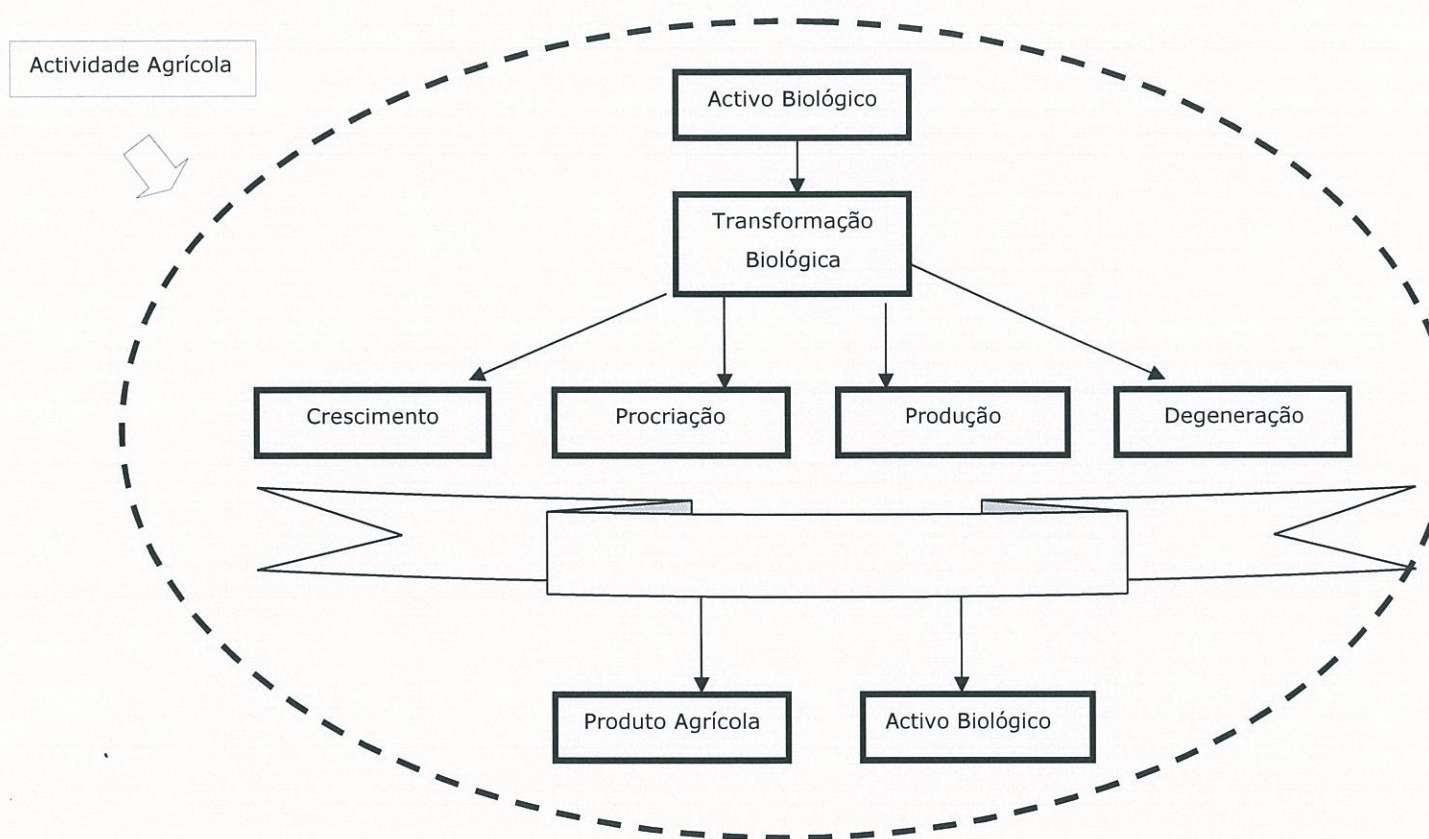 Actividade Agrícola
Activo Biológico
Transformação
Biológica
Crescimento
Procriação
Produção
Degeneração
Produto Agrícola
Activo Biológico